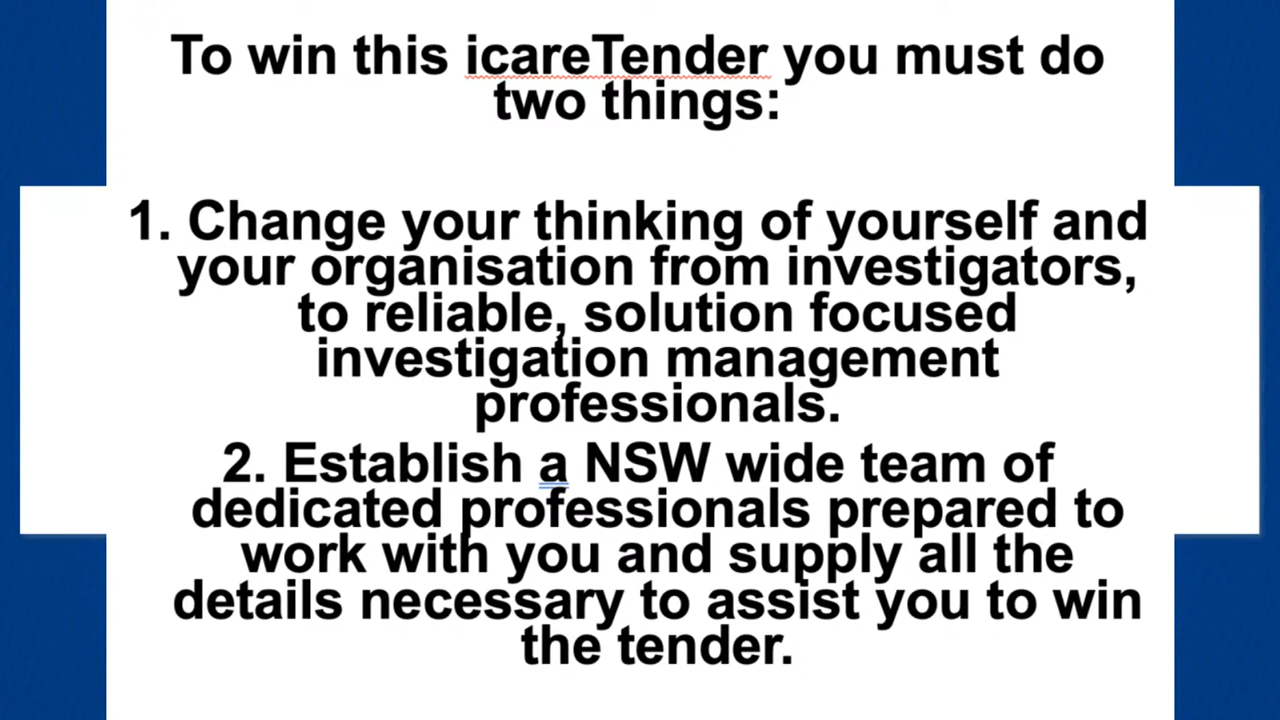 To win this icareTender you must do
two things:
1. Change your thinking of yourself and
your organisation from investigators,
to reliable, solution focused
investigation management
professionals.
2. Establish a NSW wide team of
dedicated professionals prepared to
work with you and supply all the
details necessary to assist you to win
the tender.